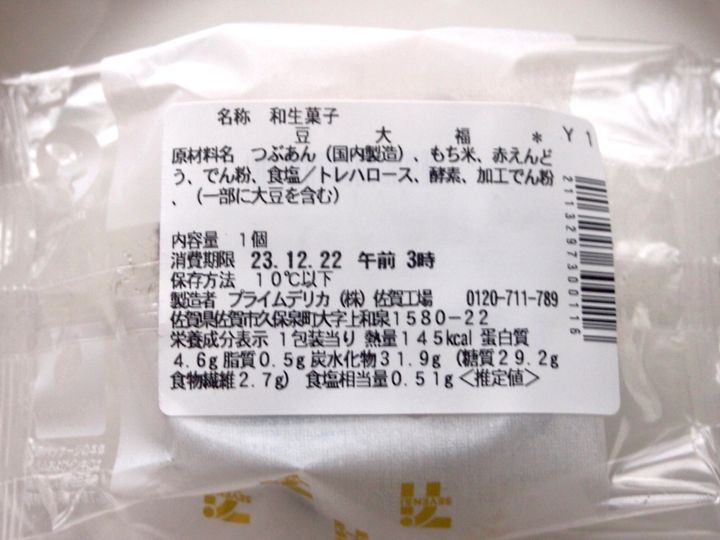 名称 和生菓子
豆大福 * Y1
原材料名 つぶあん（国内製造）、もち米、赤えんど
う、でん粉、食塩／トレハロース、酵素、加工でん粉
、（一部に大豆を含む）
内容量 1個
消費期限 23.12.22 午前 3時
保存方法 10℃以下
製造者 プライムデリカ（株）佐賀工場 0120-711-789
佐賀県佐賀市久保泉町大字上和泉1580-22
栄養成分表示 1包装当り 熱量145kcal 蛋白質
4.6g 脂質0.5g 炭水化物31.9g（糖質29.2g
食物繊維2.7g） 食塩相当量0.51g＜推定値＞
2113297300116